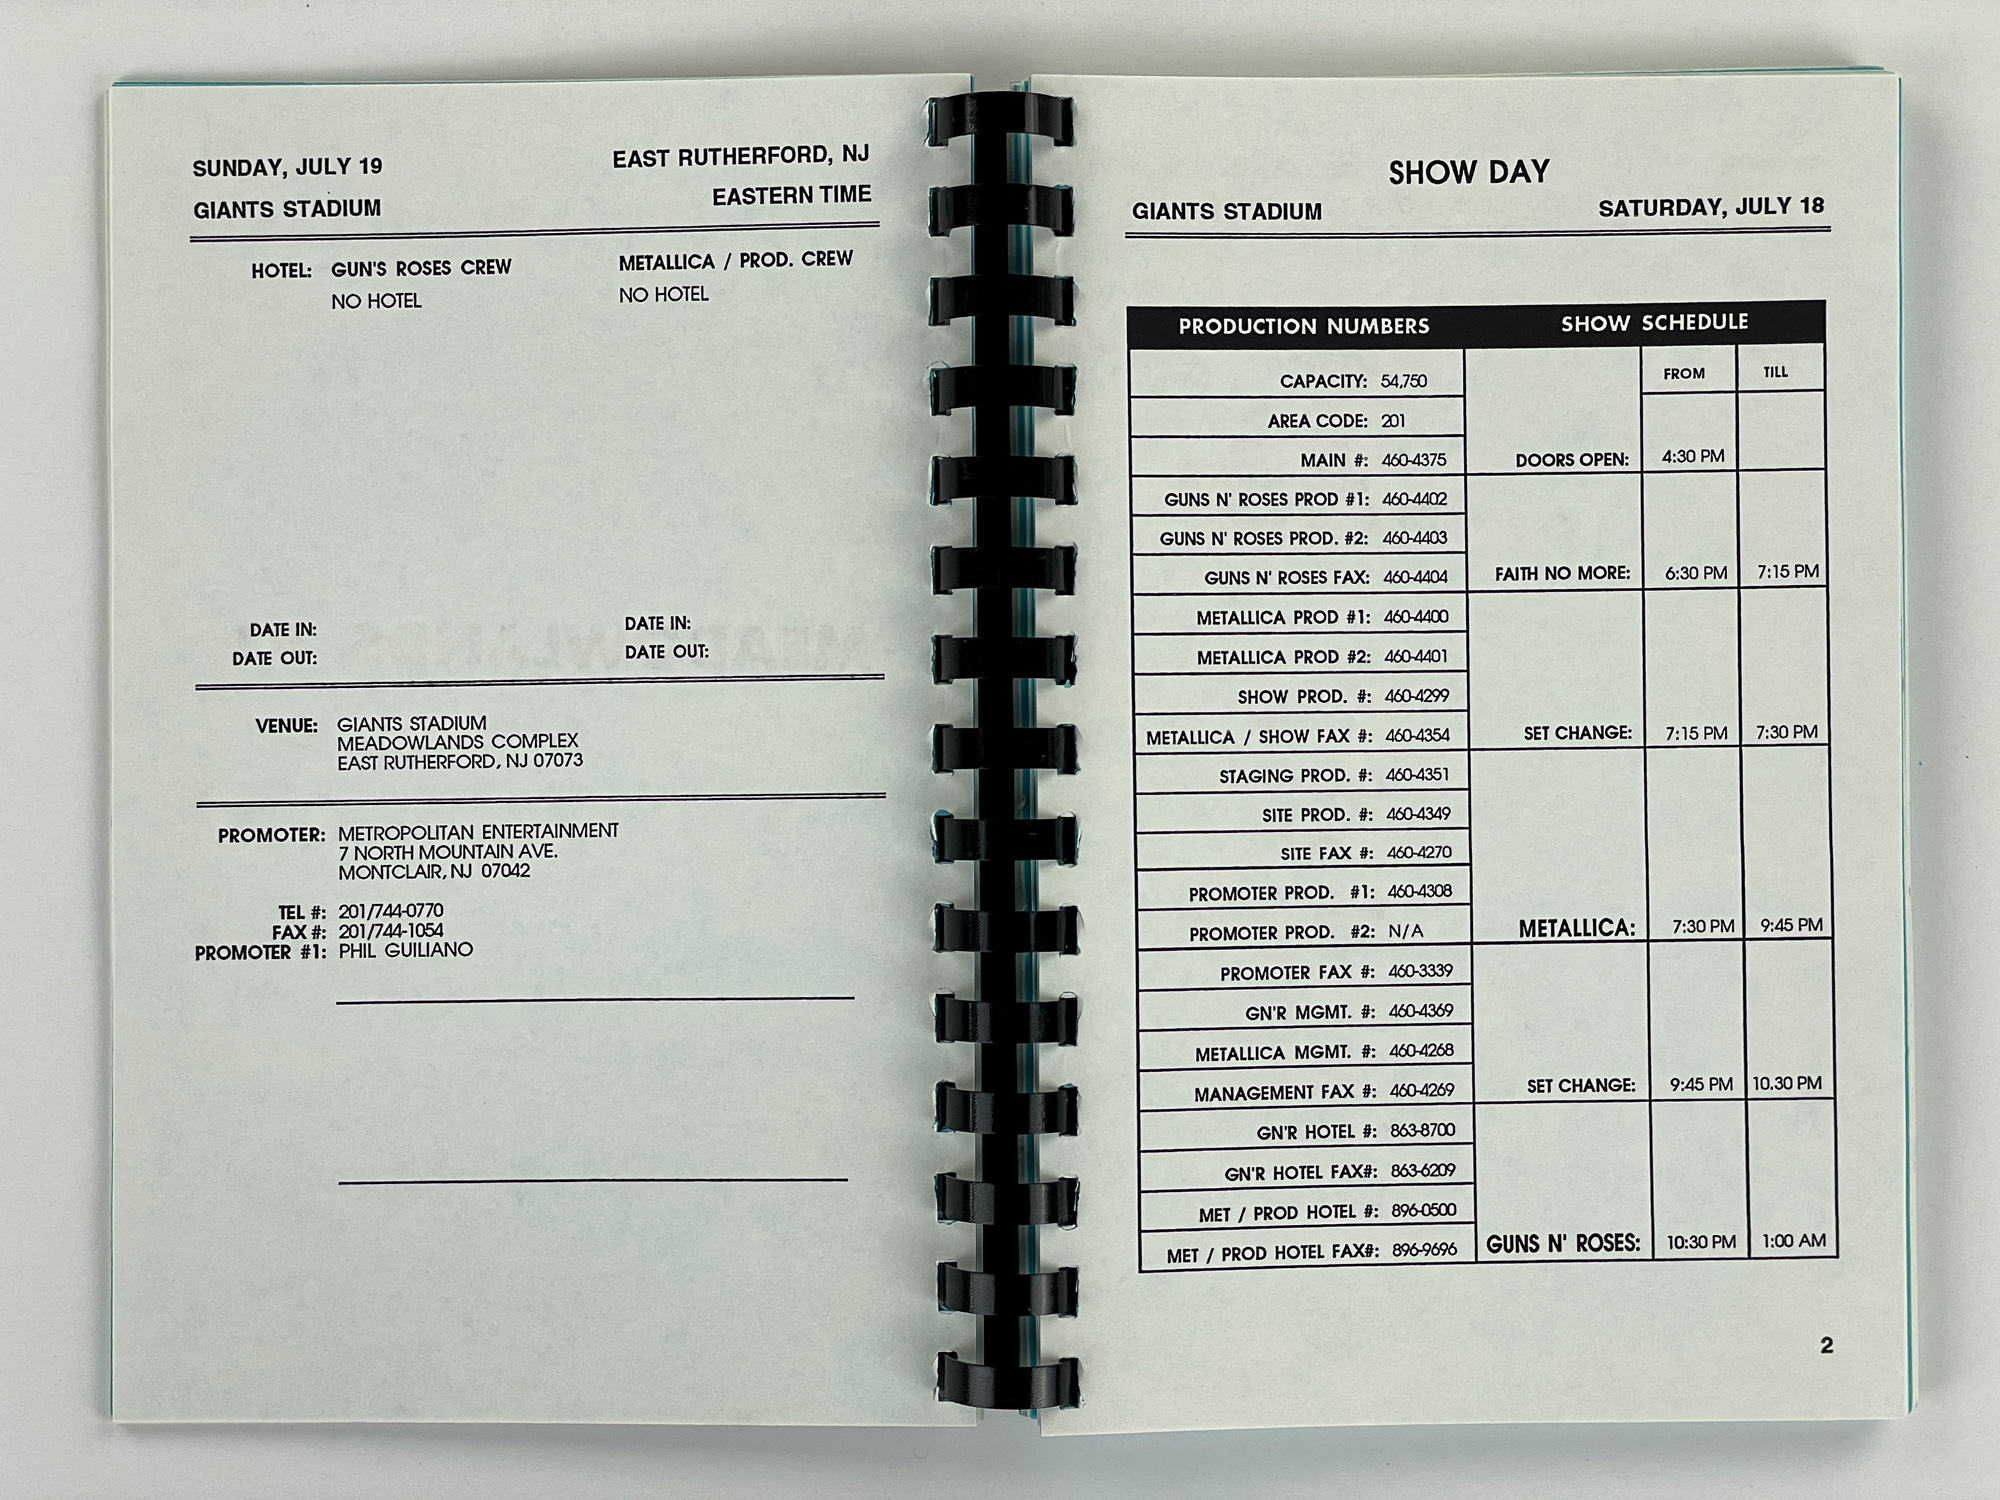 SUNDAY, JULY 19 EAST RUTHERFORD, NJ
GIANTS STADIUM EASTERN TIME
HOTEL: GUN'S ROSES CREW METALLICA / PROD. CREW
NO HOTEL NO HOTEL
DATE IN: DATE IN:
DATE OUT: DATE OUT:
VENUE: GIANTS STADIUM
MEADOWLANDS COMPLEX
EAST RUTHERFORD, NJ 07073
PROMOTER: METROPOLITAN ENTERTAINMENT
7 NORTH MOUNTAIN AVE.
MONTCLAIR, NJ 07042
TEL #: 201/744-0770
FAX #: 201/744-1054
PROMOTER #1: PHIL GUILIANO
SHOW DAY
GIANTS STADIUM SATURDAY, JULY 18
PRODUCTION NUMBERS SHOW SCHEDULE
FROM TILL
CAPACITY: 54,750
AREA CODE: 201
MAIN #: 460-4375 DOORS OPEN: 4:30 PM
GUNS N' ROSES PROD #1: 460-4402
GUNS N' ROSES PROD. #2: 460-4403
GUNS N' ROSES FAX: 460-4404 FAITH NO MORE: 6:30 PM 7:15 PM
METALLICA PROD #1: 460-4400
METALLICA PROD #2: 460-4401
SHOW PROD. #: 460-4299
METALLICA / SHOW FAX #: 460-4354 SET CHANGE: 7:15 PM 7:30 PM
STAGING PROD. #: 460-4351
SITE PROD. #: 460-4349
SITE FAX #: 460-4270
PROMOTER PROD. #1: 460-4308
PROMOTER PROD. #2: N/A METALLICA: 7:30 PM 9:45 PM
PROMOTER FAX #: 460-3339
GN'R MGMT. #: 460-4369
METALLICA MGMT. #: 460-4268
MANAGEMENT FAX #: 460-4269 SET CHANGE: 9:45 PM 10.30 PM
GN'R HOTEL #: 863-8700
GN'R HOTEL FAX#: 863-6209
MET / PROD HOTEL #: 896-0500
MET / PROD HOTEL FAX#: 896-9696 GUNS N' ROSES: 10:30 PM 1:00 AM
2